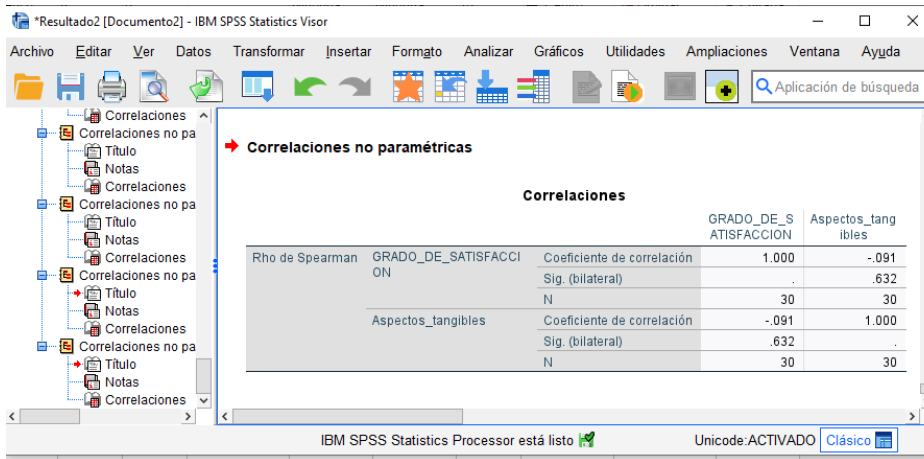 *Resultado2 [Documento2] - IBM SPSS Statistics Visor
Archivo Editar Ver Datos Transformar Insertar Formato Analizar Gráficos Utilidades Ampliaciones Ventana Ayuda
Aplicación de búsqueda
Correlaciones
Correlaciones no pa
Título
Notas
Correlaciones
Correlaciones no pa
Título
Notas
Correlaciones
Correlaciones no pa
Título
Notas
Correlaciones
Correlaciones no pa
Título
Notas
Correlaciones
Correlaciones no paramétricas
Correlaciones
GRADO_DE_S
ATISFACCION
Aspectos_tang
ibles
Rho de Spearman GRADO_DE_SATISFACCI
ON
Coeficiente de correlación 1.000 -.091
Sig. (bilateral) . .632
N 30 30
Aspectos_tangibles Coeficiente de correlación -.091 1.000
Sig. (bilateral) .632 .
N 30 30
IBM SPSS Statistics Processor está listo Unicode:ACTIVADO Clásico